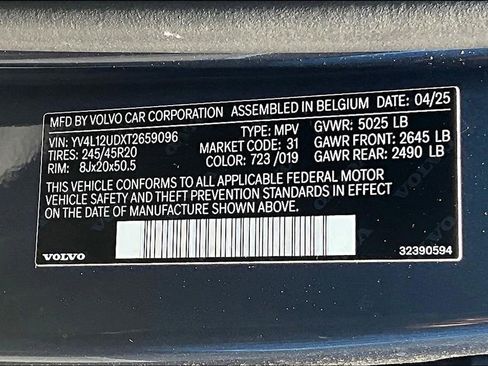 MFD BY VOLVO CAR CORPORATION ASSEMBLED IN BELGIUM DATE: 04/25
VIN: YV4L12UDXT2659096 TYPE: MPV GVWR: 5025 LB
TIRES: 245/45R20 MARKET CODE: 31 GAWR FRONT: 2645 LB
RIM: 8Jx20x50.5 COLOR: 723/019 GAWR REAR: 2490 LB
THIS VEHICLE CONFORMS TO ALL APPLICABLE FEDERAL MOTOR
VEHICLE SAFETY AND THEFT PREVENTION STANDARDS IN EFFECT
ON THE DATE OF MANUFACTURE SHOWN ABOVE.
VOLVO 32390594